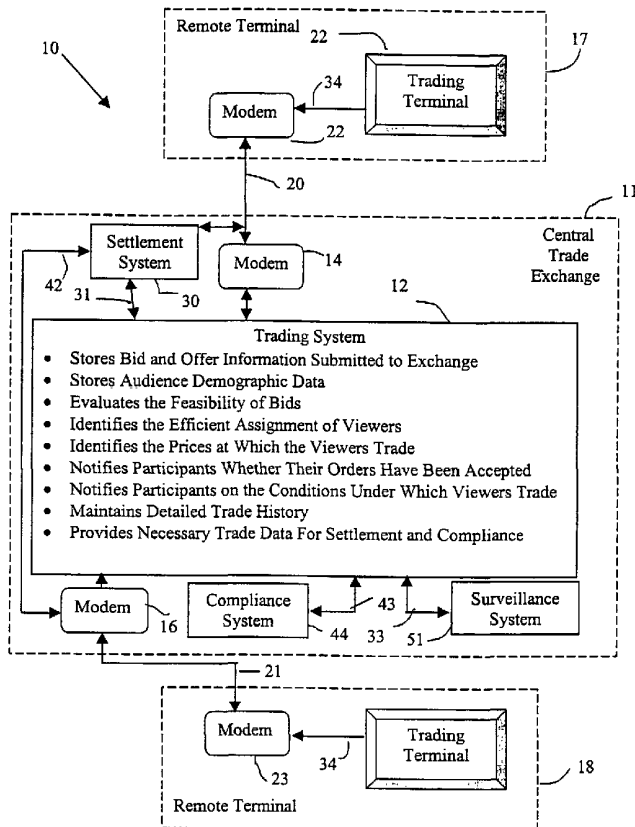 10
Remote Terminal
22
17
Trading
Terminal
34
Modem
22
20
11
Central
Trade
Exchange
Settlement
System
42
31
30
Modem
14
12
Trading System
• Stores Bid and Offer Information Submitted to Exchange
• Stores Audience Demographic Data
• Evaluates the Feasibility of Bids
• Identifies the Efficient Assignment of Viewers
• Identifies the Prices at Which the Viewers Trade
• Notifies Participants Whether Their Orders Have Been Accepted
• Notifies Participants on the Conditions Under Which Viewers Trade
• Maintains Detailed Trade History
• Provides Necessary Trade Data For Settlement and Compliance
Modem
16
Compliance
System
44
43
33
Surveillance
System
51
21
Modem
23
34
Trading
Terminal
18
Remote Terminal